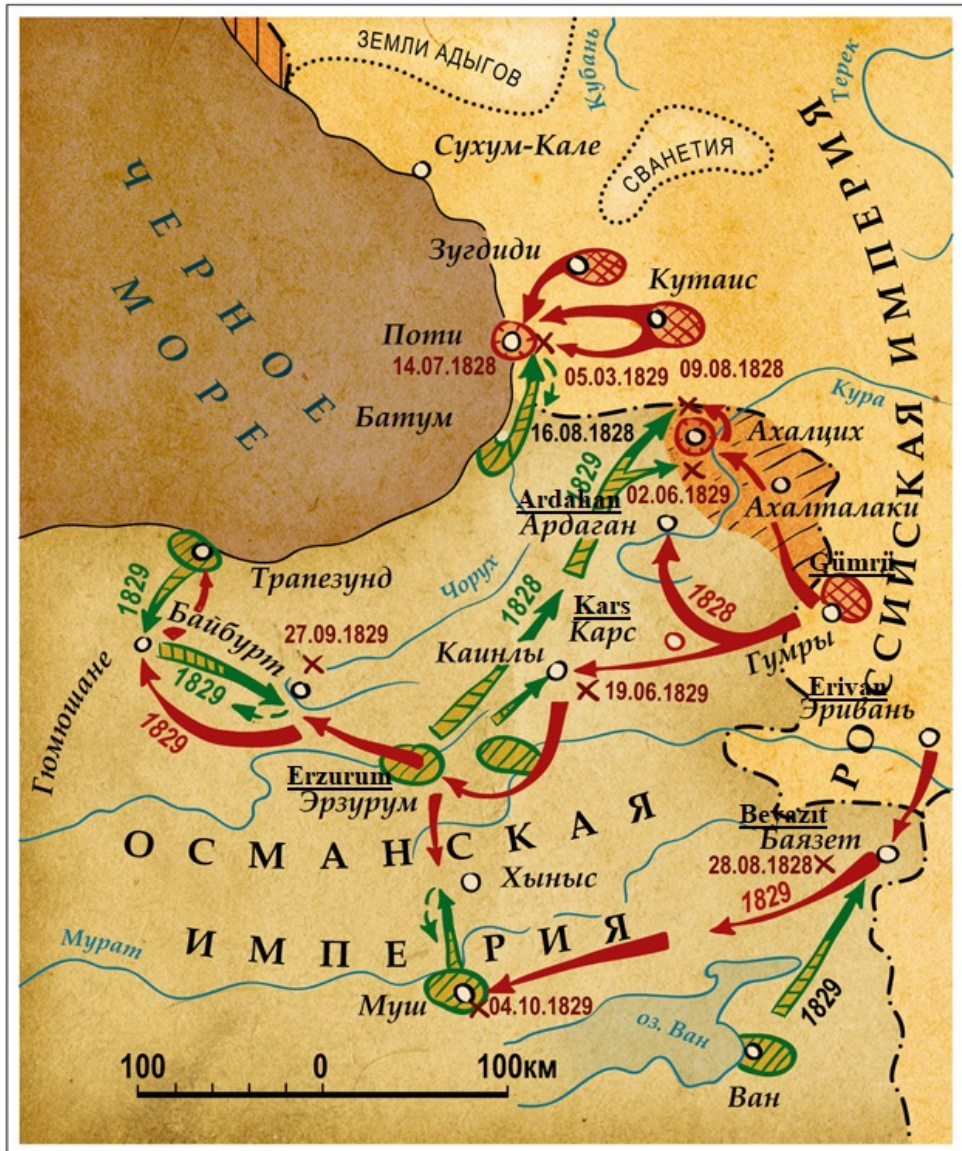 ЗЕМЛИ АДЫГОВ
Кубань
Терек
Сухум-Кале
СВАНЕТИЯ
ЧЕРНОЕ
МОРЕ
РОССИЙСКАЯ ИМПЕРИЯ
Зугдиди
Кутаис
Поти
14.07.1828
05.03.1829
09.08.1828
Кура
Батум
16.08.1828
Ахалцих
1829
Ardahan
02.06.1829
Ардаган
Ахалталаки
Gümrü
Трапезунд
1829
Чорух
1828
Kars
Карс
1828
Гумры
Байбурт
27.09.1829
Каинлы
19.06.1829
Erivan
Эривань
Гюмюшане
1829
1829
Erzurum
Эрзурум
Beyazıt
Баязет
ОСМАНСКАЯ
28.08.1828
Хыныс
1829
ИМПЕРИЯ
Мурат
Муш
04.10.1829
оз. Ван
1829
100 0 100км
Ван